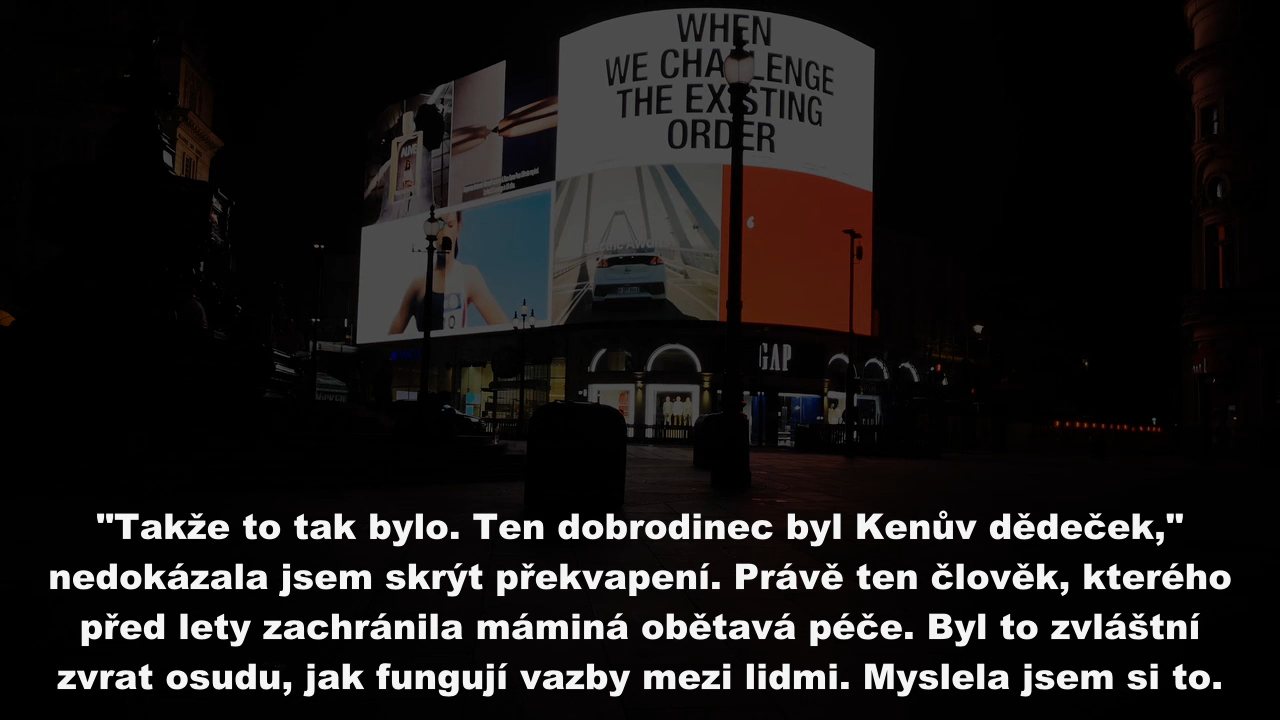 WHEN
WE CHALLENGE
THE EXISTING
ORDER
GAP
"Takže to tak bylo. Ten dobrodinec byl Kenův dědeček,"
nedokázala jsem skrýt překvapení. Právě ten člověk, kterého
před lety zachránila máminá obětavá péče. Byl to zvláštní
zvrat osudu, jak fungují vazby mezi lidmi. Myslela jsem si to.